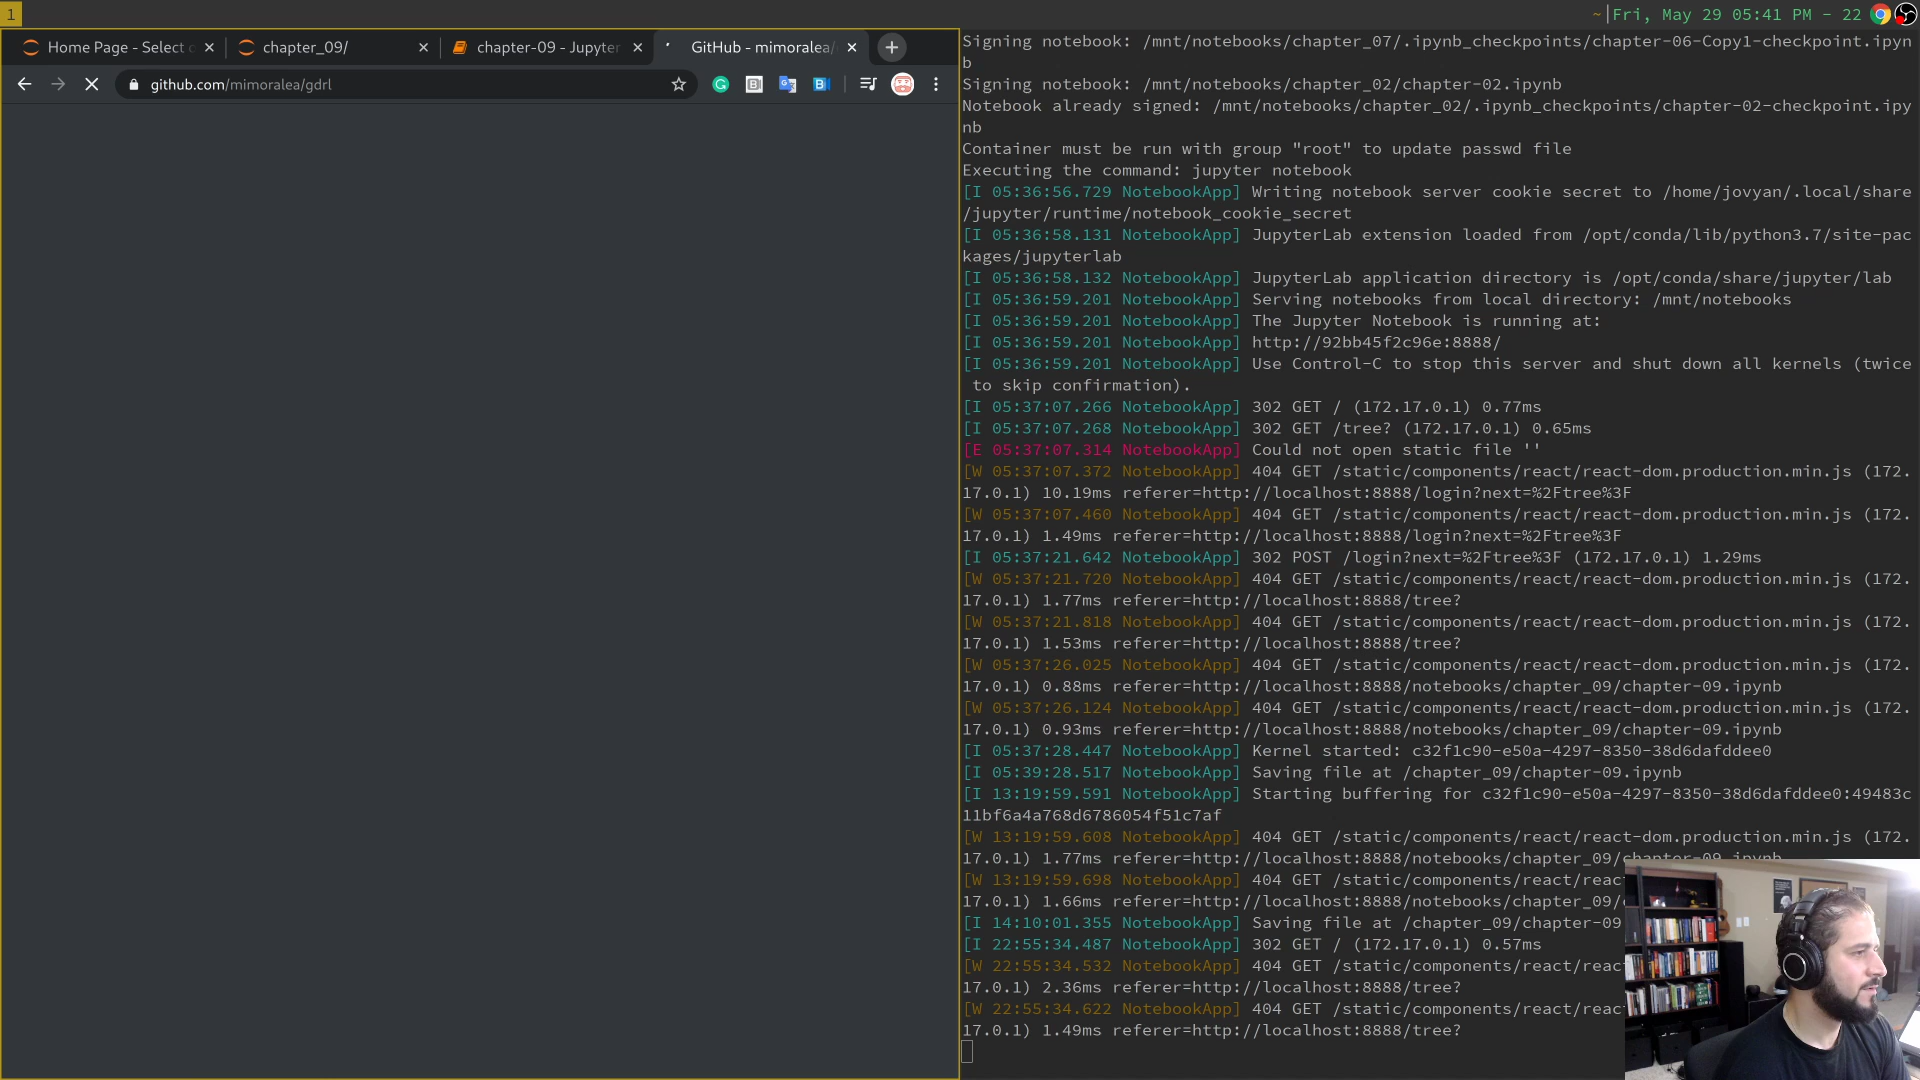 1
~ |Fri, May 29 05:41 PM - 22
Home Page - Select
chapter_09/
chapter-09 - Jupyter
GitHub - mimoralea/
github.com/mimoralea/gdrl
Signing notebook: /mnt/notebooks/chapter_07/.ipynb_checkpoints/chapter-06-Copy1-checkpoint.ipyn
b
Signing notebook: /mnt/notebooks/chapter_02/chapter-02.ipynb
Notebook already signed: /mnt/notebooks/chapter_02/.ipynb_checkpoints/chapter-02-checkpoint.ipy
nb
Container must be run with group "root" to update passwd file
Executing the command: jupyter notebook
[I 05:36:56.729 NotebookApp] Writing notebook server cookie secret to /home/jovyan/.local/share
/jupyter/runtime/notebook_cookie_secret
[I 05:36:58.131 NotebookApp] JupyterLab extension loaded from /opt/conda/lib/python3.7/site-pac
kages/jupyterlab
[I 05:36:58.132 NotebookApp] JupyterLab application directory is /opt/conda/share/jupyter/lab
[I 05:36:59.201 NotebookApp] Serving notebooks from local directory: /mnt/notebooks
[I 05:36:59.201 NotebookApp] The Jupyter Notebook is running at:
[I 05:36:59.201 NotebookApp] http://92bb45f2c96e:8888/
[I 05:36:59.201 NotebookApp] Use Control-C to stop this server and shut down all kernels (twice
to skip confirmation).
[I 05:37:07.266 NotebookApp] 302 GET / (172.17.0.1) 0.77ms
[I 05:37:07.268 NotebookApp] 302 GET /tree? (172.17.0.1) 0.65ms
[E 05:37:07.314 NotebookApp] Could not open static file ''
[W 05:37:07.372 NotebookApp] 404 GET /static/components/react/react-dom.production.min.js (172.
17.0.1) 10.19ms referer=http://localhost:8888/login?next=%2Ftree%3F
[W 05:37:07.460 NotebookApp] 404 GET /static/components/react/react-dom.production.min.js (172.
17.0.1) 1.49ms referer=http://localhost:8888/login?next=%2Ftree%3F
[I 05:37:21.642 NotebookApp] 302 POST /login?next=%2Ftree%3F (172.17.0.1) 1.29ms
[W 05:37:21.720 NotebookApp] 404 GET /static/components/react/react-dom.production.min.js (172.
17.0.1) 1.77ms referer=http://localhost:8888/tree?
[W 05:37:21.818 NotebookApp] 404 GET /static/components/react/react-dom.production.min.js (172.
17.0.1) 1.53ms referer=http://localhost:8888/tree?
[W 05:37:26.025 NotebookApp] 404 GET /static/components/react/react-dom.production.min.js (172.
17.0.1) 0.88ms referer=http://localhost:8888/notebooks/chapter_09/chapter-09.ipynb
[W 05:37:26.124 NotebookApp] 404 GET /static/components/react/react-dom.production.min.js (172.
17.0.1) 0.93ms referer=http://localhost:8888/notebooks/chapter_09/chapter-09.ipynb
[I 05:37:28.447 NotebookApp] Kernel started: c32f1c90-e50a-4297-8350-38d6dafddee0
[I 05:39:28.517 NotebookApp] Saving file at /chapter_09/chapter-09.ipynb
[I 13:19:59.591 NotebookApp] Starting buffering for c32f1c90-e50a-4297-8350-38d6dafddee0:49483c
11bf6a4a768d6786054f51c7af
[W 13:19:59.608 NotebookApp] 404 GET /static/components/react/react-dom.production.min.js (172.
17.0.1) 1.77ms referer=http://localhost:8888/notebooks/chapter_09/chapter-09.ipynb
[W 13:19:59.698 NotebookApp] 404 GET /static/components/react/reac
17.0.1) 1.66ms referer=http://localhost:8888/notebooks/chapter_09/
[I 14:10:01.355 NotebookApp] Saving file at /chapter_09/chapter-09
[I 22:55:34.487 NotebookApp] 302 GET / (172.17.0.1) 0.57ms
[W 22:55:34.532 NotebookApp] 404 GET /static/components/react/reac
17.0.1) 2.36ms referer=http://localhost:8888/tree?
[W 22:55:34.622 NotebookApp] 404 GET /static/components/react/reac
17.0.1) 1.49ms referer=http://localhost:8888/tree?